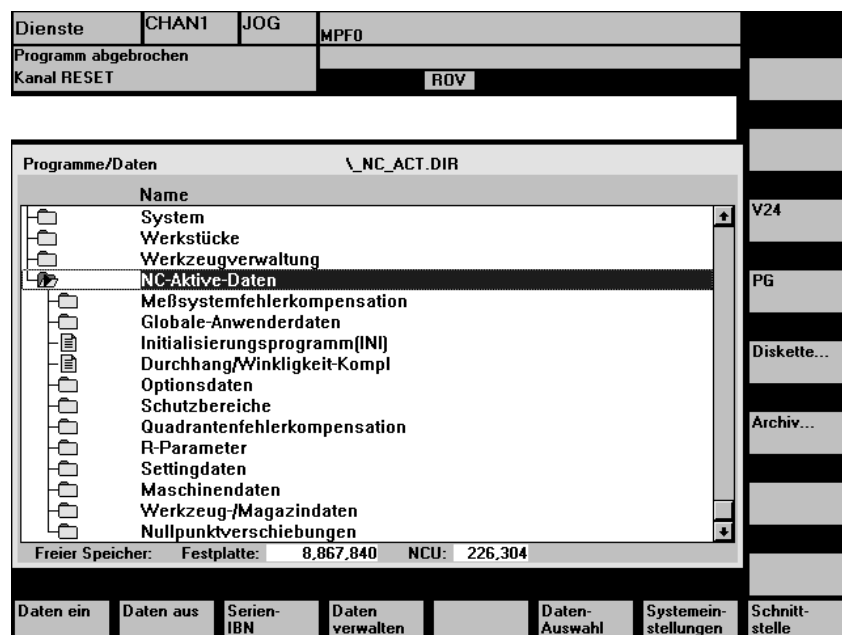 Dienste CHAN1 JOG MPF0
Programm abgebrochen
Kanal RESET ROV
Programme/Daten \_NC_ACT.DIR
Name
System
Werkstücke
Werkzeugverwaltung
NC-Aktive-Daten
Meßsystemfehlerkompensation
Globale-Anwenderdaten
Initialisierungsprogramm(INI)
Durchhang/Winkligkeit-Kompl
Optionsdaten
Schutzbereiche
Quadrantenfehlerkompensation
R-Parameter
Settingdaten
Maschinendaten
Werkzeug-/Magazindaten
Nullpunktverschiebungen
Freier Speicher: Festplatte: 8,867,840 NCU: 226,304
V24
PG
Diskette...
Archiv...
Daten ein
Daten aus
Serien-
IBN
Daten
verwalten
Daten-
Auswahl
Systemein-
stellungen
Schnitt-
stelle